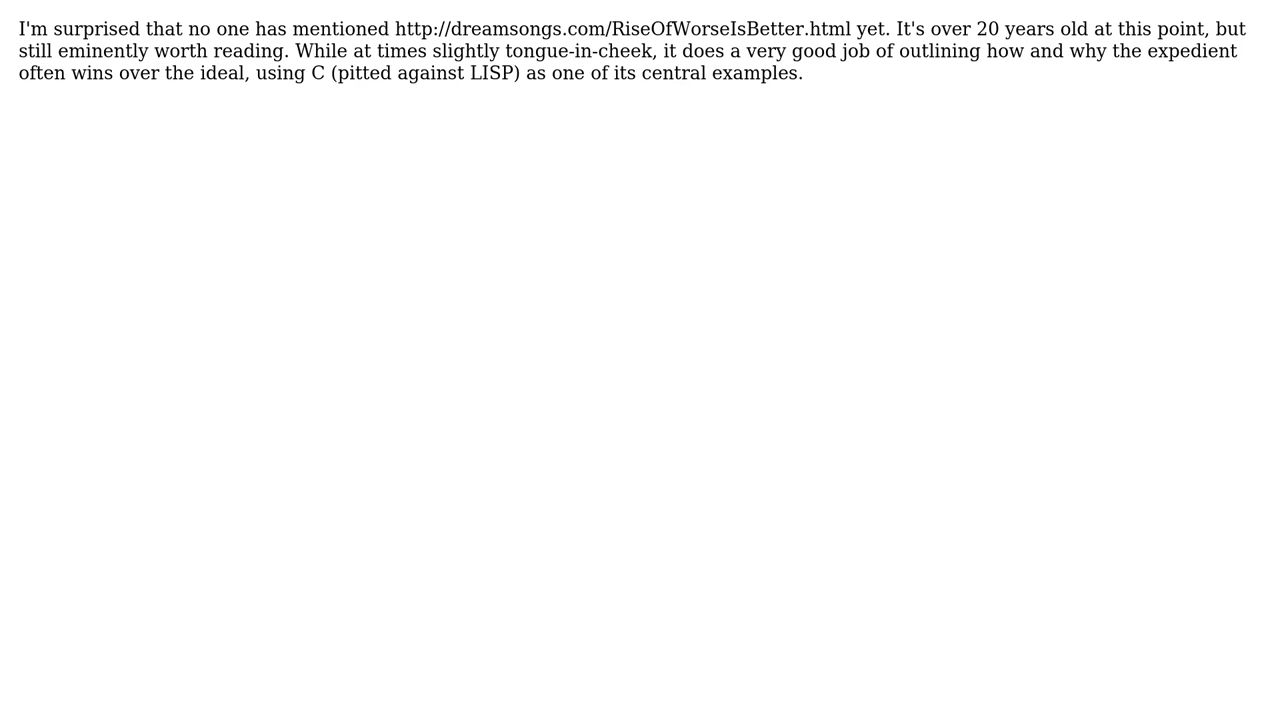 I'm surprised that no one has mentioned http://dreamsongs.com/RiseOfWorseIsBetter.html yet. It's over 20 years old at this point, but
still eminently worth reading. While at times slightly tongue-in-cheek, it does a very good job of outlining how and why the expedient
often wins over the ideal, using C (pitted against LISP) as one of its central examples.